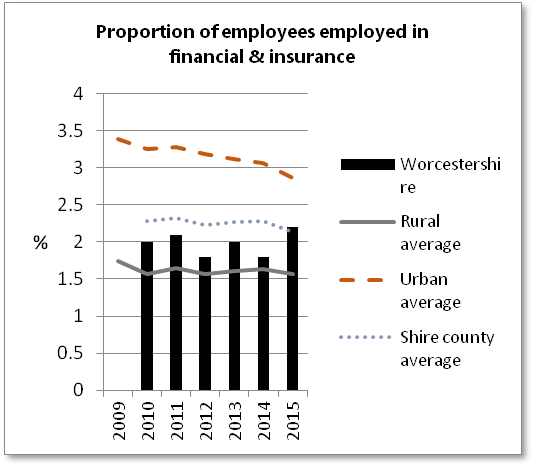 Proportion of employees employed in
financial & insurance
4
3.5
3
2.5
2
1.5
1
0.5
0
%
2009
2010
2011
2012
2013
2014
2015
Worcestershi
re
Rural
average
Urban
average
Shire county
average